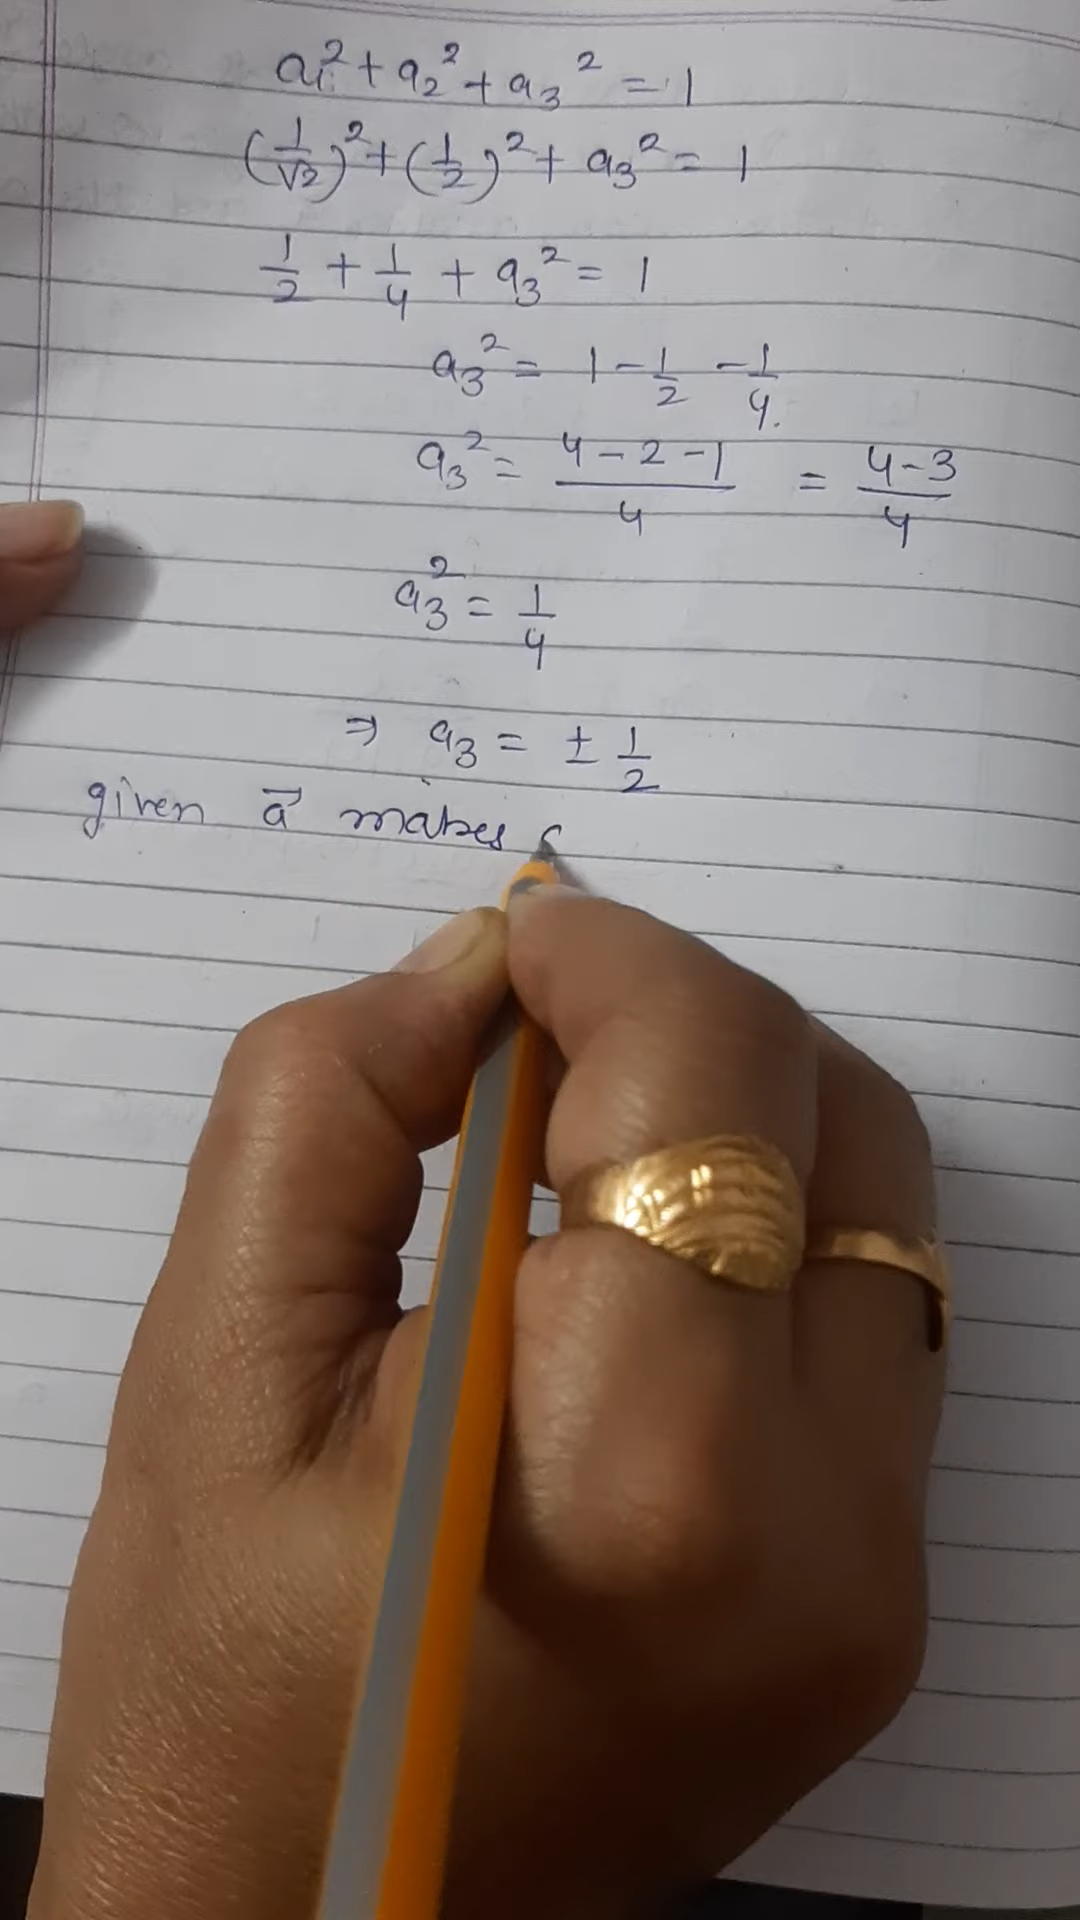 a₁² + a₂² + a₃² = 1
(1/√2)² + (1/2)² + a₃² = 1
1/2 + 1/4 + a₃² = 1
a₃² = 1 - 1/2 - 1/4.
a₃² = (4-2-1)/4 = (4-3)/4
a₃² = 1/4
⇒ a₃ = ± 1/2
given a⃗ makes